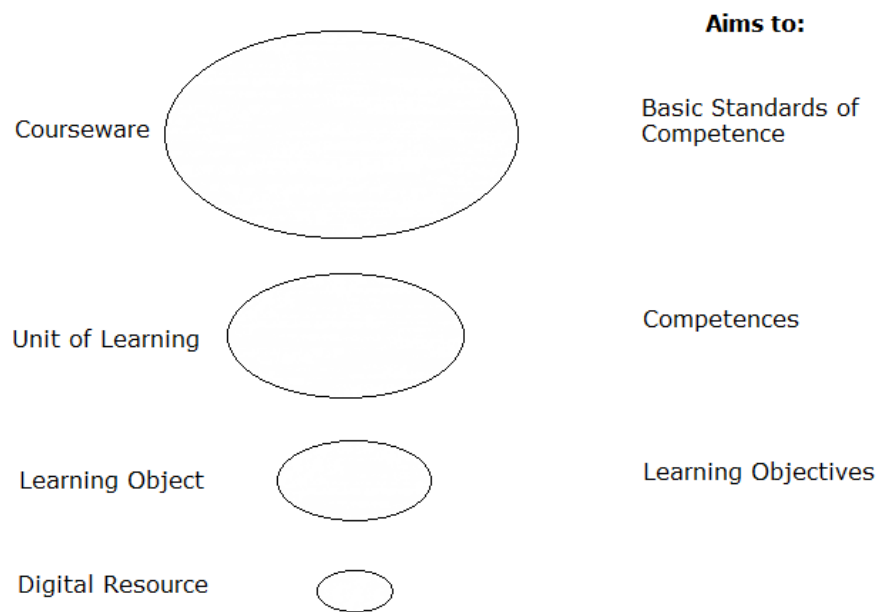 Aims to:
Courseware
Basic Standards of
Competence
Unit of Learning
Competences
Learning Object
Learning Objectives
Digital Resource